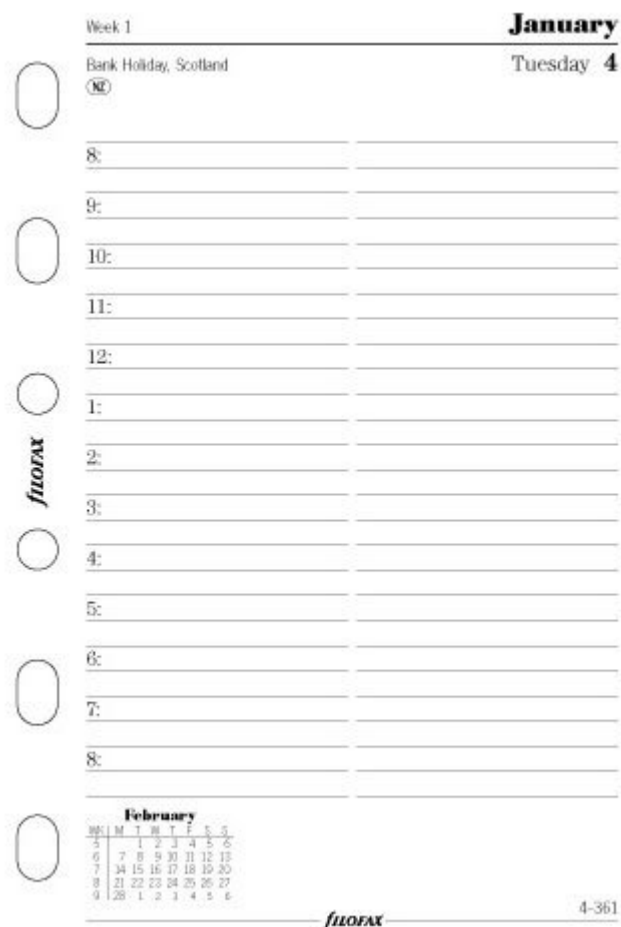 Week 1 January
Bank Holiday, Scotland Tuesday 4
NZ
8:
9:
10:
11:
12:
1:
2:
3:
4:
5:
6:
7:
8:
filofax
February
WK M T W T F S S
5 1 2 3 4 5 6
6 7 8 9 10 11 12 13
7 14 15 16 17 18 19 20
8 21 22 23 24 25 26 27
9 28 1 2 3 4 5 6
4-361
filofax